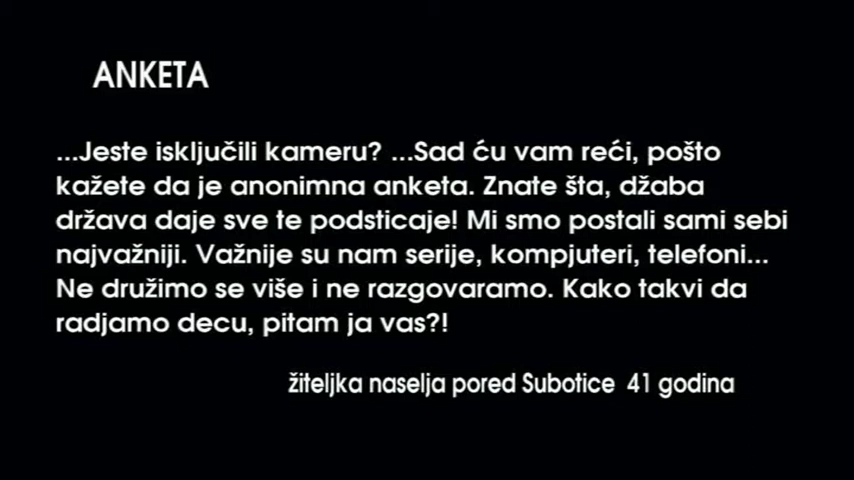 ANKETA
...Jeste isključili kameru? ...Sad ću vam reći, pošto
kažete da je anonimna anketa. Znate šta, džaba
država daje sve te podsticaje! Mi smo postali sami sebi
najvažniji. Važnije su nam serije, kompjuteri, telefoni...
Ne družimo se više i ne razgovaramo. Kako takvi da
radjamo decu, pitam ja vas?!
žiteljka naselja pored Subotice 41 godina